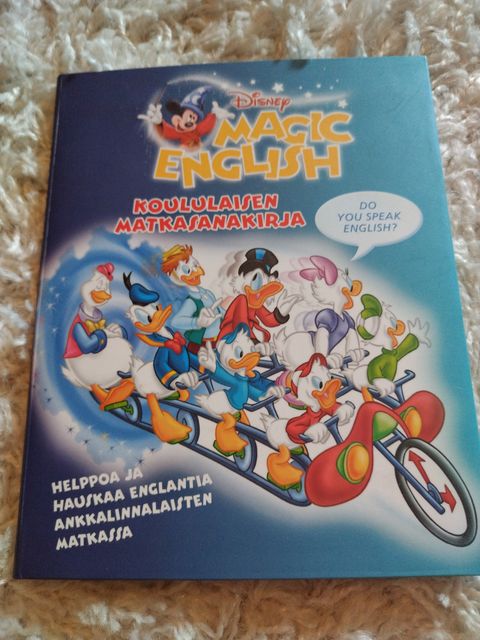 Disney
MAGIC
ENGLISH
KOULULAISEN
MATKASANAKIRJA
DO
YOU SPEAK
ENGLISH?
HELPPOA JA
HAUSKAA ENGLANTIA
ANKKALINNALAISTEN
MATKASSA